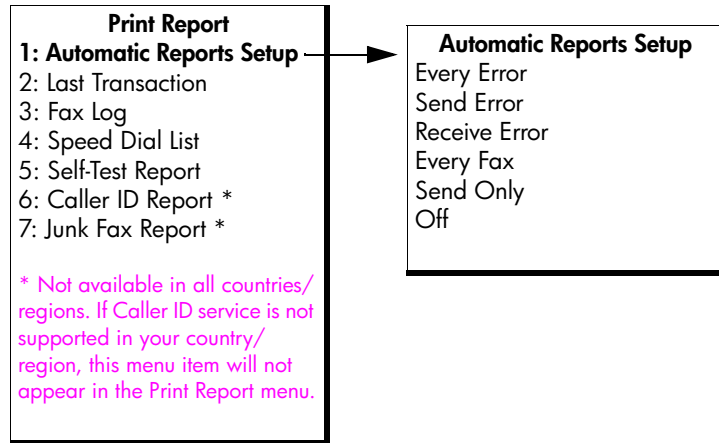 Print Report
1: Automatic Reports Setup
2: Last Transaction
3: Fax Log
4: Speed Dial List
5: Self-Test Report
6: Caller ID Report *
7: Junk Fax Report *
* Not available in all countries/
regions. If Caller ID service is not
supported in your country/
region, this menu item will not
appear in the Print Report menu.
Automatic Reports Setup
Every Error
Send Error
Receive Error
Every Fax
Send Only
Off